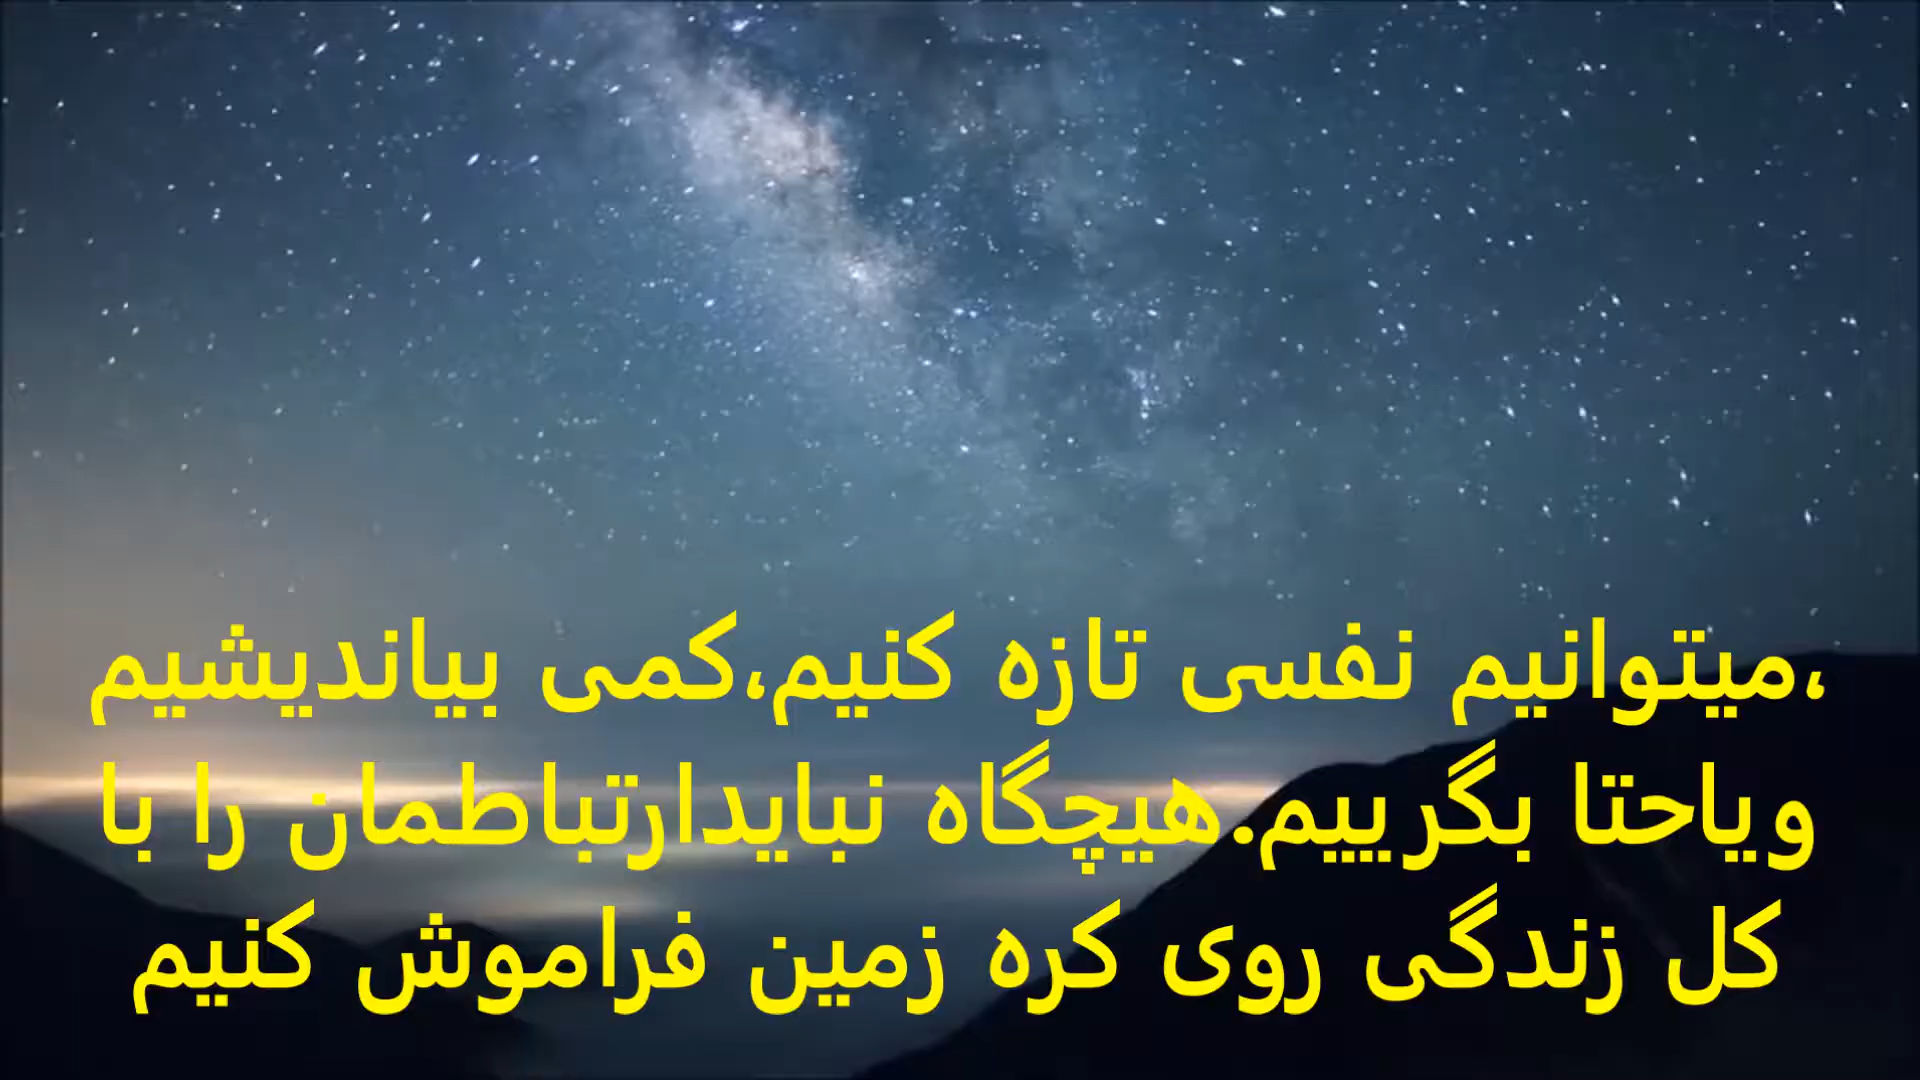 ،میتوانیم نفسی تازه کنیم،کمی بیاندیشیم
ویاحتا بگرییم.هیچگاه نبایدارتباطمان را با
کل زندگی روی کره زمین فراموش کنیم